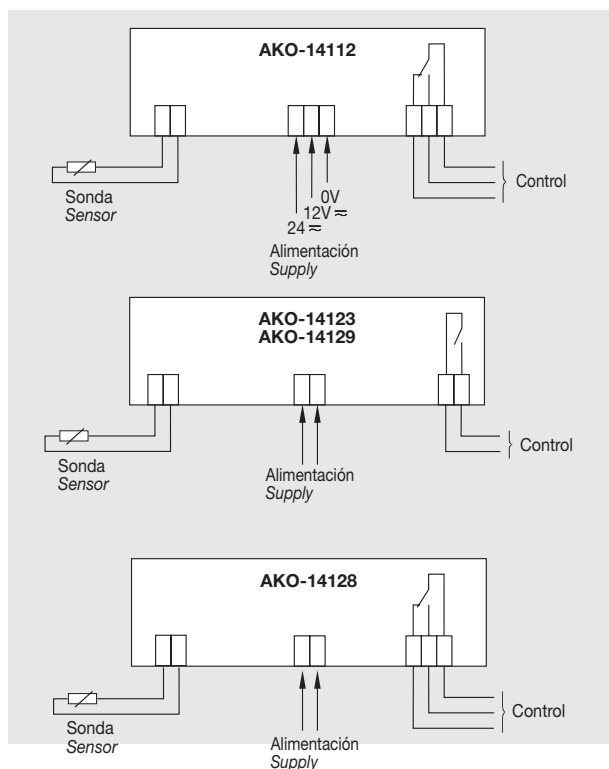 AKO-14112
Sonda
Sensor
0V
12V ≂
24 ≂
Alimentación
Supply
Control
AKO-14123
AKO-14129
Sonda
Sensor
Alimentación
Supply
Control
AKO-14128
Sonda
Sensor
Alimentación
Supply
Control